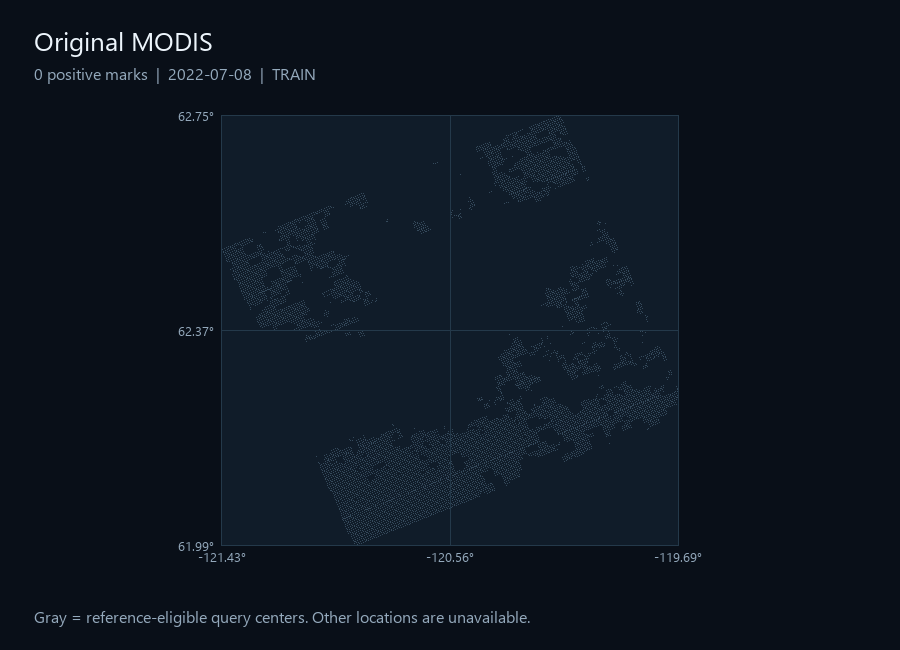 Original MODIS
0 positive marks | 2022-07-08 | TRAIN
62.75°
62.37°
61.99°
-121.43° -120.56° -119.69°
Gray = reference-eligible query centers. Other locations are unavailable.